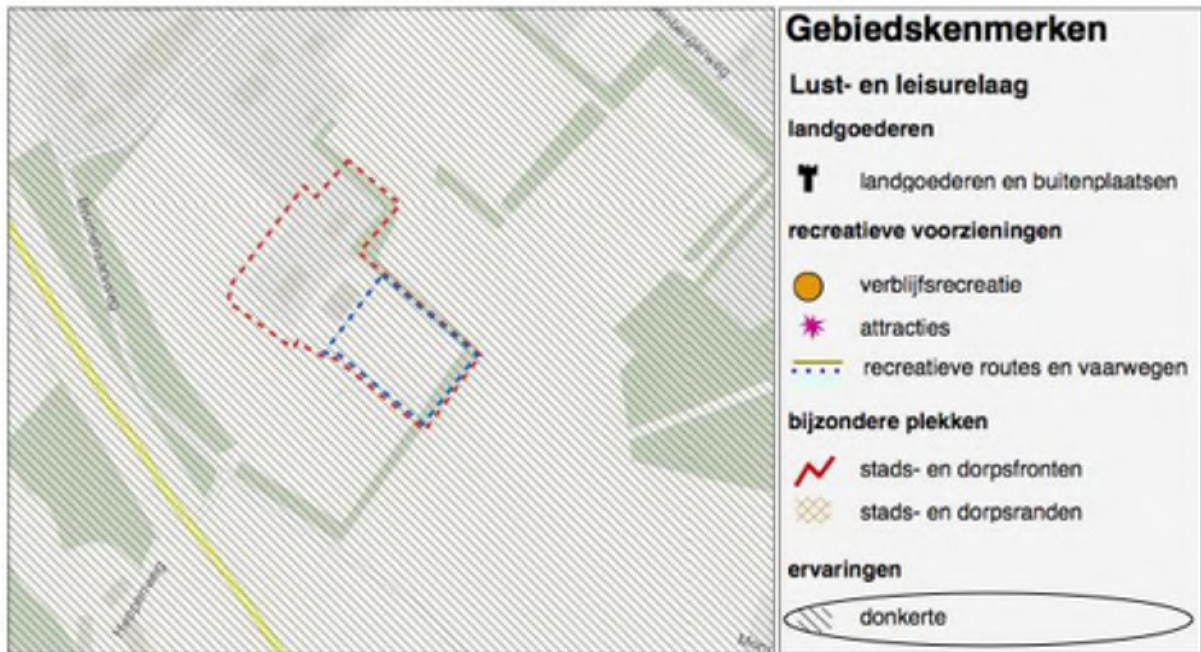 Gebiedskenmerken
Lust- en leisurelaag
landgoederen
landgoederen en buitenplaatsen
recreatieve voorzieningen
verblijfsrecreatie
attracties
recreatieve routes en vaarwegen
bijzondere plekken
stads- en dorpsfronten
stads- en dorpsranden
ervaringen
donkerte